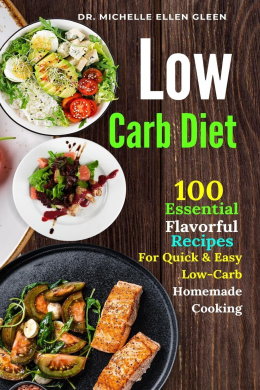 DR. MICHELLE ELLEN GLEEN
Low
Carb Diet
100
Essential
Flavorful
Recipes
For Quick & Easy
Low-Carb
Homemade
Cooking